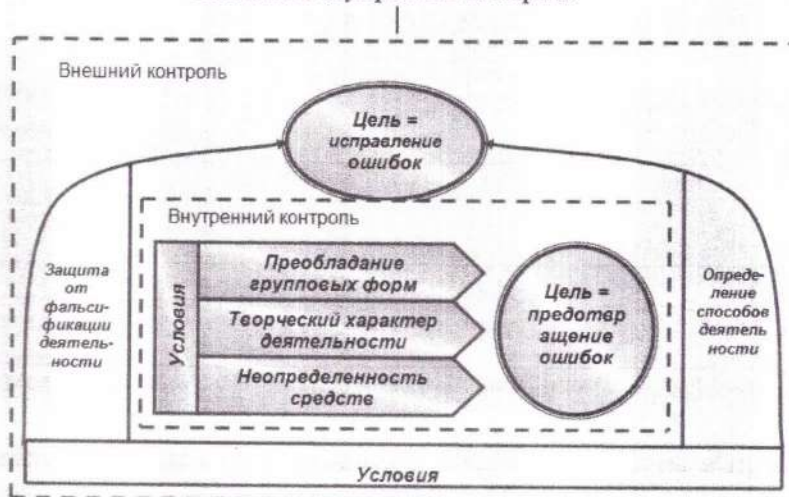 Внешний контроль
Цель =
исправление
ошибок
Внутренний контроль
Защита
от
фальси-
фикации
деятель-
ности
Условия
Преобладание
групповых форм
Творческий характер
деятельности
Неопределенность
средств
Цель =
предотвр
ащение
ошибок
Опреде-
ление
способов
деятель
ности
Условия